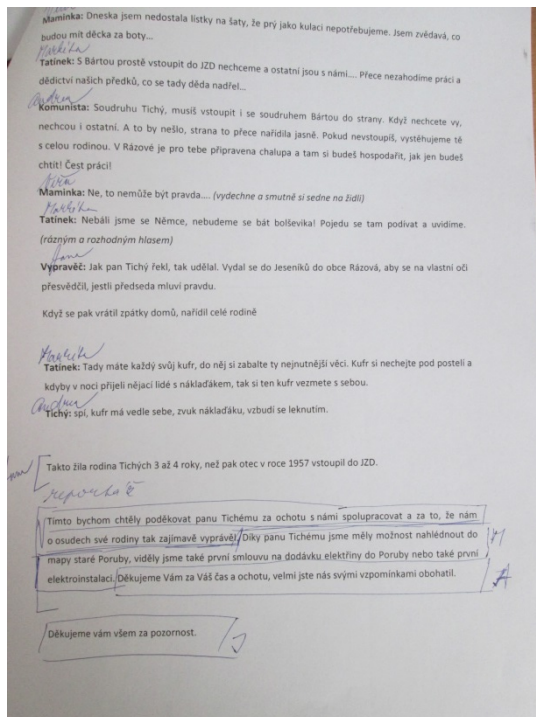 Maminka: Dneska jsem nedostala lístky na šaty, že prý jako kulaci nepotřebujeme. Jsem zvědavá, co
budou mít děcka za boty...
Markéta
Tatínek: S Bártou prostě vstoupit do JZD nechceme a ostatní jsou s námi.... Přece nezahodíme práci a
dědictví našich předků, co se tady děda nadřel...
Andrea
Komunista: Soudruhu Tichý, musíš vstoupit i se soudruhem Bártou do strany. Když nechcete vy,
nechcou i ostatní. A to by nešlo, strana to přece nařídila jasně. Pokud nevstoupíš, vystěhujeme tě
s celou rodinou. V Rázové je pro tebe připravena chalupa a tam si budeš hospodařit, jak jen budeš
chtít! Čest práci!
Maminka: Ne, to nemůže být pravda.... (vydechne a smutně si sedne na židli)
Markéta
Tatínek: Nebáli jsme se Němce, nebudeme se bát bolševika! Pojedu se tam podívat a uvidíme.
(rázným a rozhodným hlasem)
Jana
Vypravěč: Jak pan Tichý řekl, tak udělal. Vydal se do Jeseníků do obce Rázová, aby se na vlastní oči
přesvědčil, jestli předseda mluví pravdu.
Když se pak vrátil zpátky domů, nařídil celé rodině
Markéta
Tatínek: Tady máte každý svůj kufr, do něj si zabalte ty nejnutnější věci. Kufr si nechejte pod postelí a
kdyby v noci přijeli nějací lidé s náklaďákem, tak si ten kufr vezmete s sebou.
Andrea
Tichý: spí, kufr má vedle sebe, zvuk náklaďáku, vzbudí se leknutím.
Takto žila rodina Tichých 3 až 4 roky, než pak otec v roce 1957 vstoupil do JZD.
Tímto bychom chtěly poděkovat panu Tichému za ochotu s námi spolupracovat a za to, že nám
o osudech své rodiny tak zajímavě vyprávěl. Díky panu Tichému jsme měly možnost nahlédnout do
mapy staré Poruby, viděly jsme také první smlouvu na dodávku elektřiny do Poruby nebo také první
elektroinstalaci. Děkujeme Vám za Váš čas a ochotu, velmi jste nás svými vzpomínkami obohatil.
M
A
Děkujeme vám všem za pozornost.
J